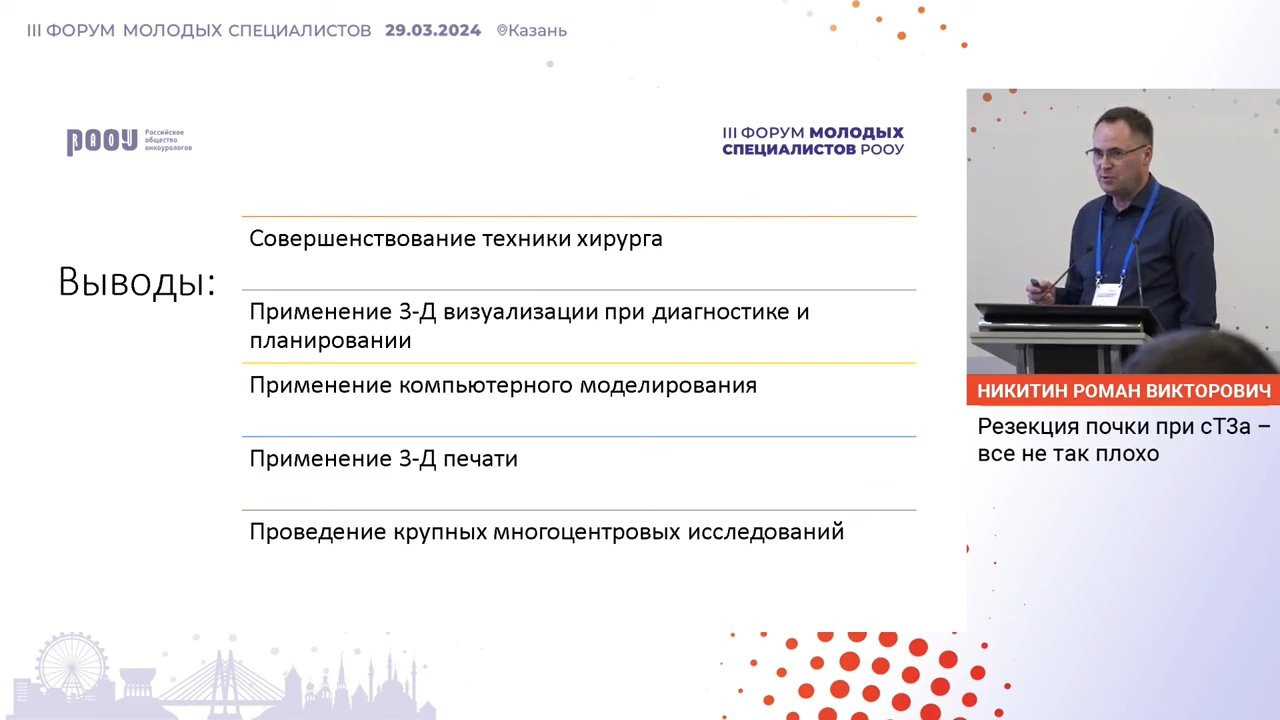 III ФОРУМ МОЛОДЫХ СПЕЦИАЛИСТОВ 29.03.2024 Казань
РООУ
Российское
общество
онкоурологов
III ФОРУМ МОЛОДЫХ
СПЕЦИАЛИСТОВ РООУ
Выводы:
Совершенствование техники хирурга
Применение 3-Д визуализации при диагностике и
планировании
Применение компьютерного моделирования
Применение 3-Д печати
Проведение крупных многоцентровых исследований
НИКИТИН РОМАН ВИКТОРОВИЧ
Резекция почки при сТ3а –
все не так плохо